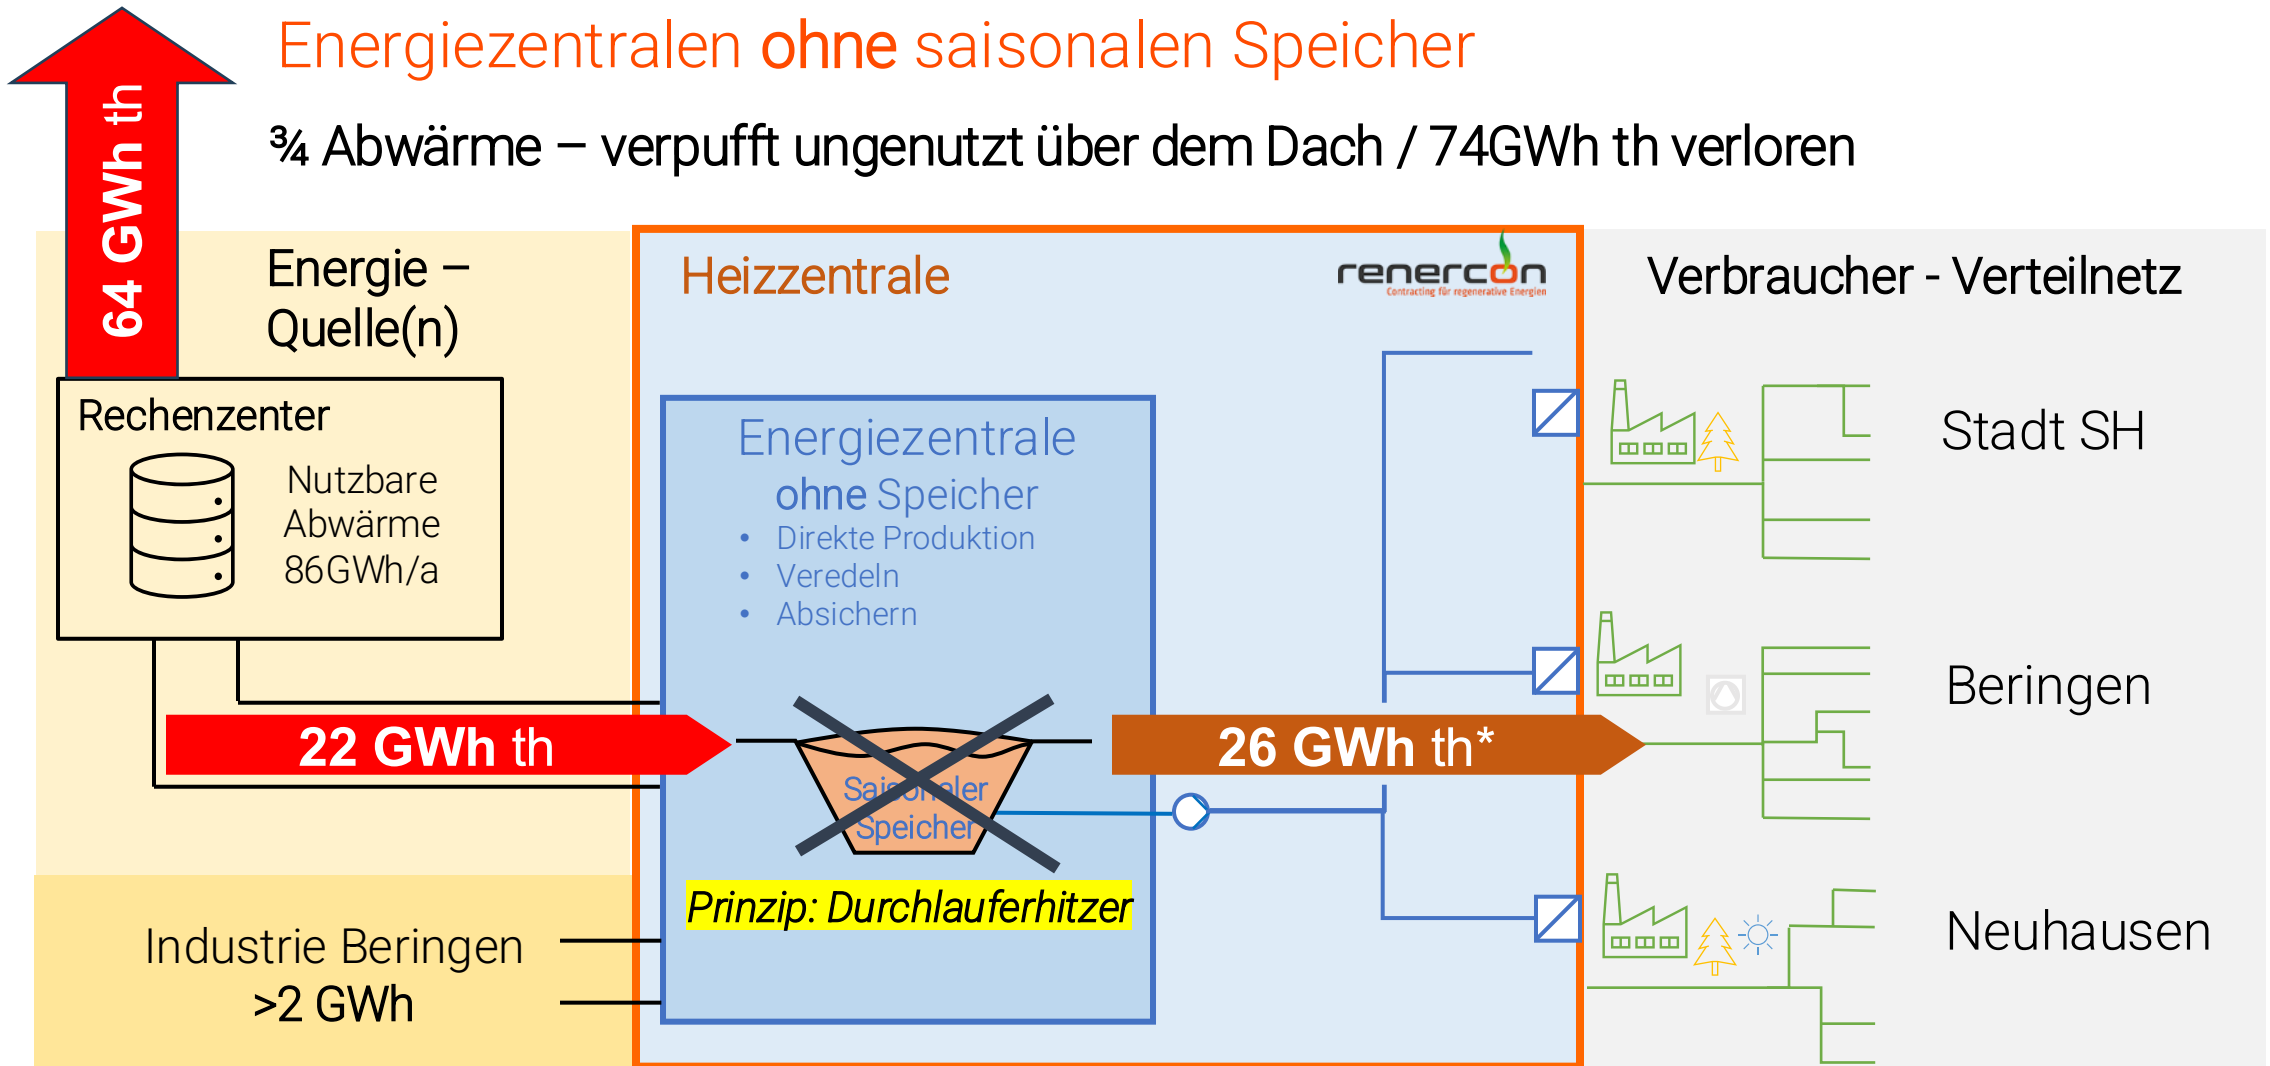 Energiezentralen ohne saisonalen Speicher
¾ Abwärme – verpufft ungenutzt über dem Dach / 74GWh th verloren
64 GWh th
Energie –
Quelle(n)
Rechenzenter
Nutzbare
Abwärme
86GWh/a
22 GWh th
Industrie Beringen
>2 GWh
Heizzentrale
renercon
Contracting für regenerative Energien
Energiezentrale
ohne Speicher
• Direkte Produktion
• Veredeln
• Absichern
Saisonaler
Speicher
Prinzip: Durchlauferhitzer
26 GWh th*
Verbraucher - Verteilnetz
Stadt SH
Beringen
Neuhausen